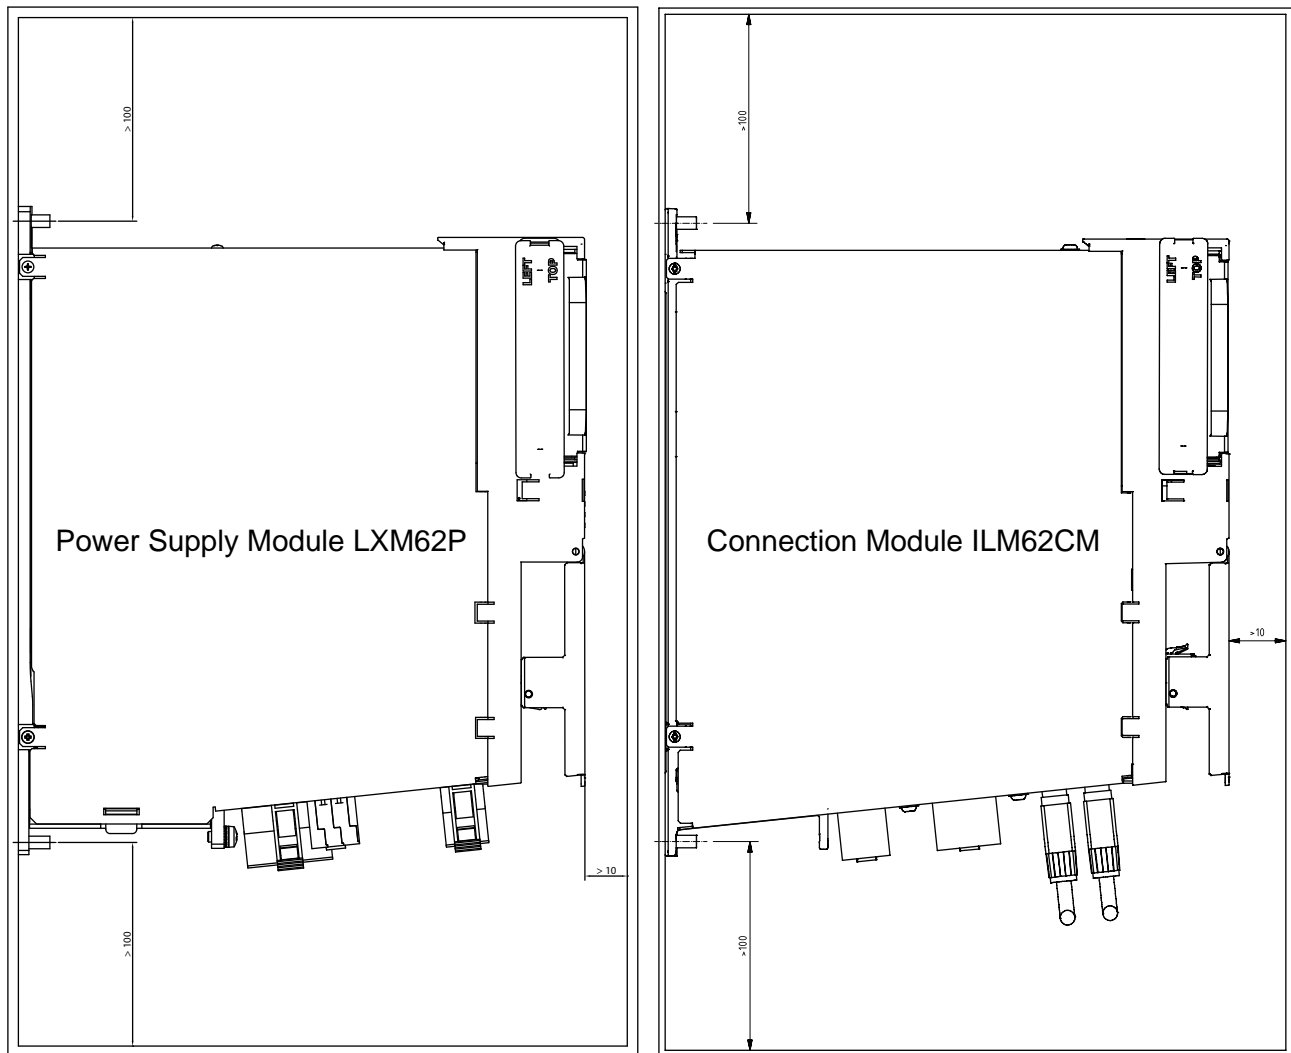 > 100
LEFT -
TOP
-
Power Supply Module LXM62P
> 10
> 100
>100
LEFT -
TOP
-
Connection Module ILM62CM
>10
>100